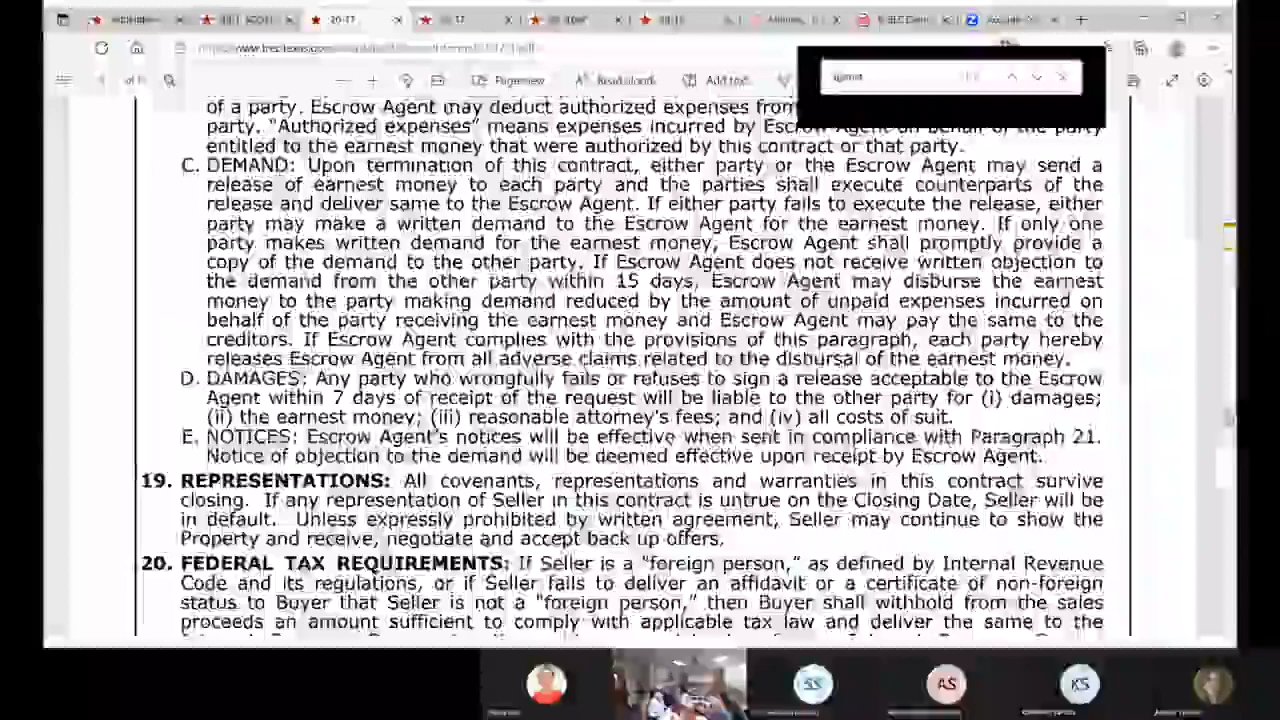 20-17
Page view
Read aloud
Add text
of a party. Escrow Agent may deduct authorized expenses from
party. "Authorized expenses" means expenses incurred by Escrow Agent on behalf of the party
entitled to the earnest money that were authorized by this contract or that party.
C. DEMAND: Upon termination of this contract, either party or the Escrow Agent may send a
release of earnest money to each party and the parties shall execute counterparts of the
release and deliver same to the Escrow Agent. If either party fails to execute the release, either
party may make a written demand to the Escrow Agent for the earnest money. If only one
party makes written demand for the earnest money, Escrow Agent shall promptly provide a
copy of the demand to the other party. If Escrow Agent does not receive written objection to
the demand from the other party within 15 days, Escrow Agent may disburse the earnest
money to the party making demand reduced by the amount of unpaid expenses incurred on
behalf of the party receiving the earnest money and Escrow Agent may pay the same to the
creditors. If Escrow Agent complies with the provisions of this paragraph, each party hereby
releases Escrow Agent from all adverse claims related to the disbursal of the earnest money.
D. DAMAGES: Any party who wrongfully fails or refuses to sign a release acceptable to the Escrow
Agent within 7 days of receipt of the request will be liable to the other party for (i) damages;
(ii) the earnest money; (iii) reasonable attorney's fees; and (iv) all costs of suit.
E. NOTICES: Escrow Agent's notices will be effective when sent in compliance with Paragraph 21.
Notice of objection to the demand will be deemed effective upon receipt by Escrow Agent.
19. REPRESENTATIONS: All covenants, representations and warranties in this contract survive
closing. If any representation of Seller in this contract is untrue on the Closing Date, Seller will be
in default. Unless expressly prohibited by written agreement, Seller may continue to show the
Property and receive, negotiate and accept back up offers.
20. FEDERAL TAX REQUIREMENTS: If Seller is a "foreign person," as defined by Internal Revenue
Code and its regulations, or if Seller fails to deliver an affidavit or a certificate of non-foreign
status to Buyer that Seller is not a "foreign person," then Buyer shall withhold from the sales
proceeds an amount sufficient to comply with applicable tax law and deliver the same to the
SS
AS
KS